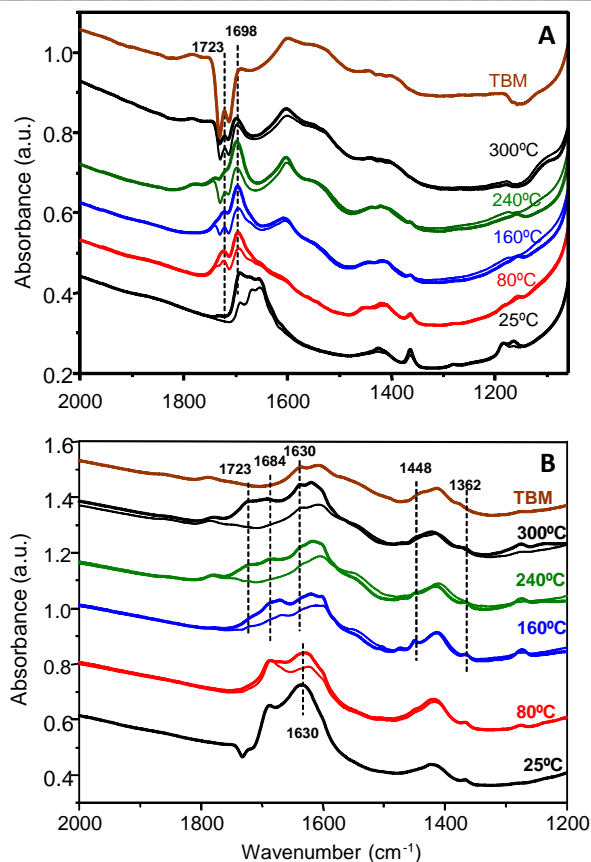 1723 1698 A
1.0
0.8
0.6
0.4
0.2
Absorbance (a.u.)
TBM
300ºC
240ºC
160ºC
80ºC
25ºC
2000 1800 1600 1400 1200
1.6
1.4
1.2
1.0
0.8
0.6
0.4
Absorbance (a.u.)
B
1723 1684 1630 1448 1362
TBM
300ºC
240ºC
160ºC
80ºC
1630
25ºC
2000 1800 1600 1400 1200
Wavenumber (cm-1)